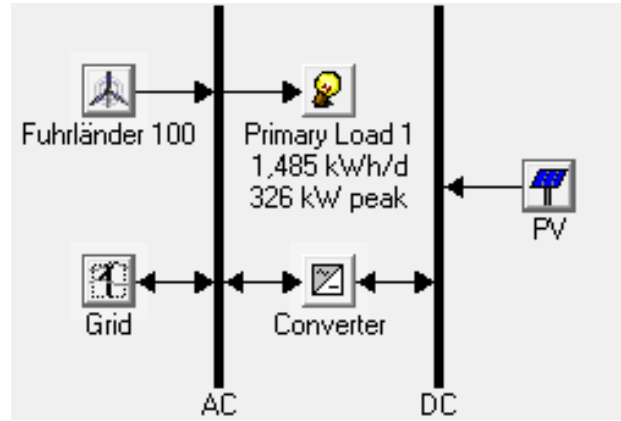 Fuhrländer 100
Primary Load 1
1,485 kWh/d
326 kW peak
PV
Grid
Converter
AC
DC